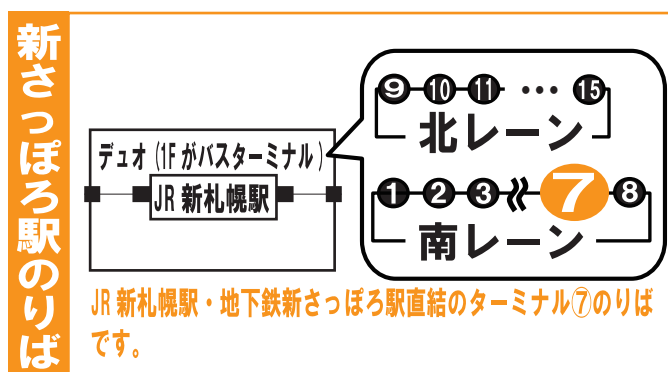 新さっぽろ駅のりば
デュオ (1F がバスターミナル)
JR 新札幌駅
9 10 11 … 15
北レーン
1 2 3 7 8
南レーン
JR 新札幌駅・地下鉄新さっぽろ駅直結のターミナル⑦のりば
です。